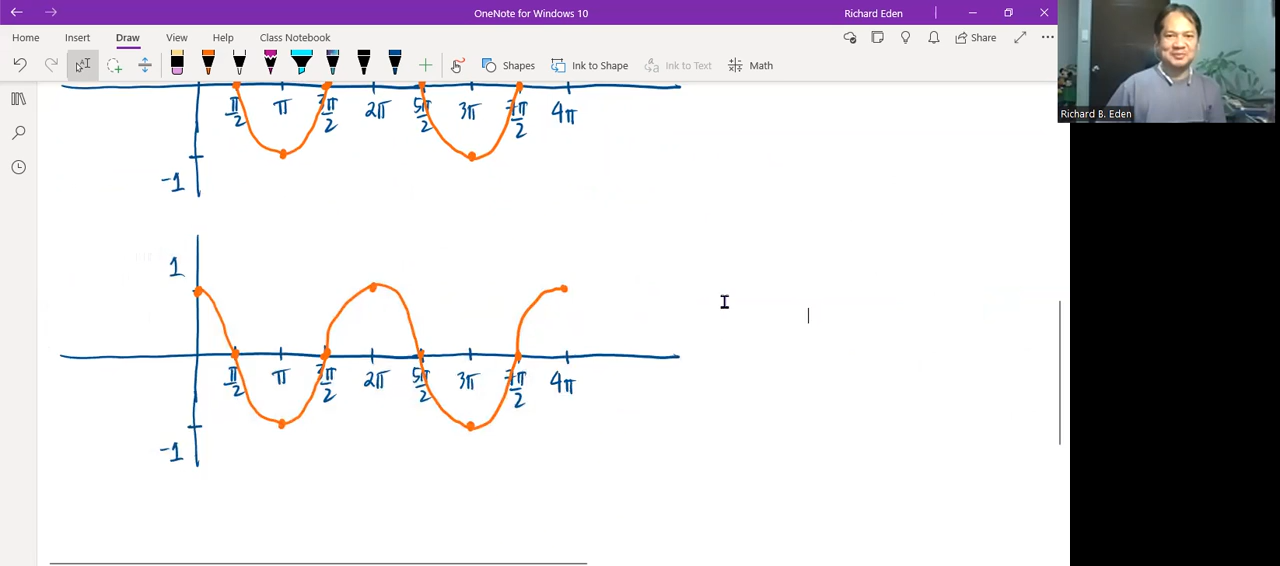 OneNote for Windows 10
Richard Eden
Home Insert Draw View Help Class Notebook
Share
Shapes Ink to Shape Ink to Text Math
Richard B. Eden
π/2 π 3π/2 2π 5π/2 3π 7π/2 4π
-1
1
π/2 π 3π/2 2π 5π/2 3π 7π/2 4π
-1